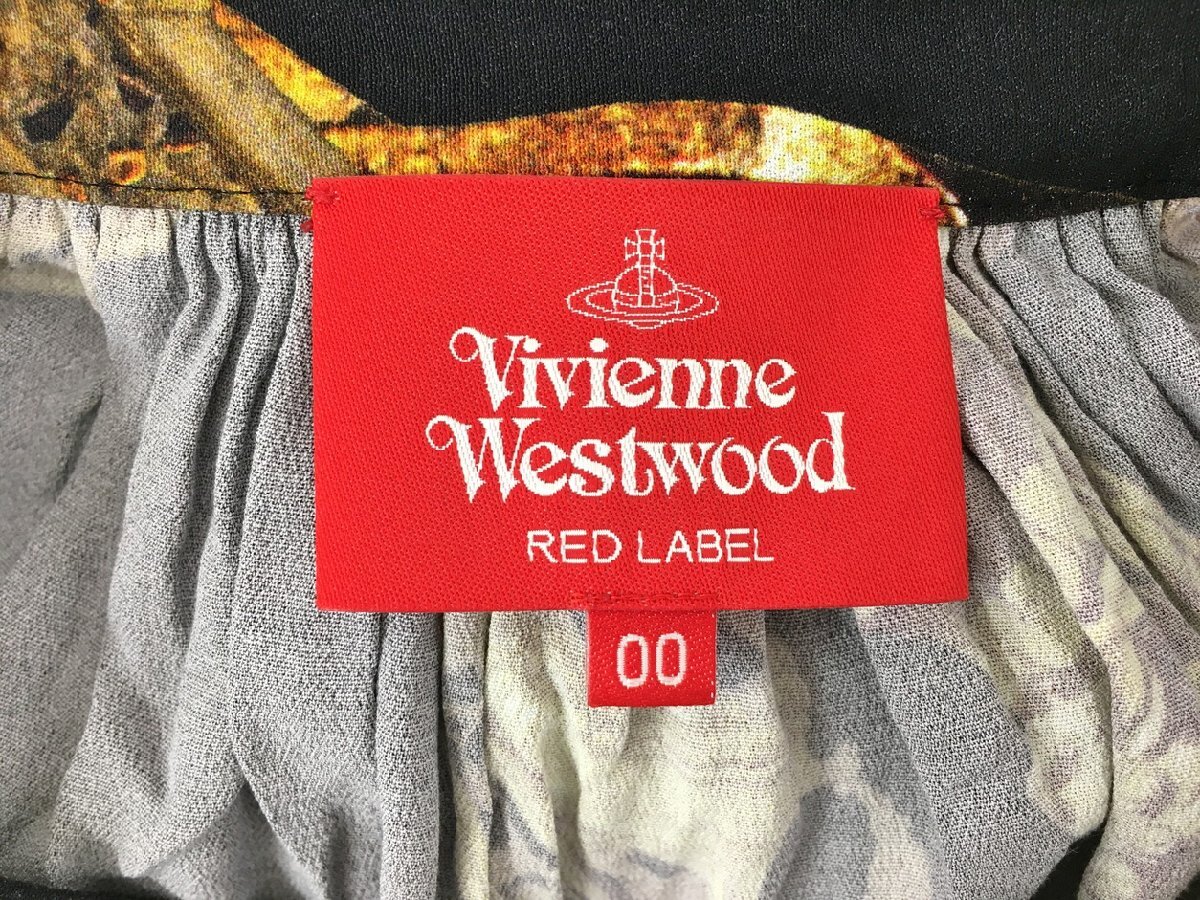 Vivienne
Westwood
RED LABEL
00